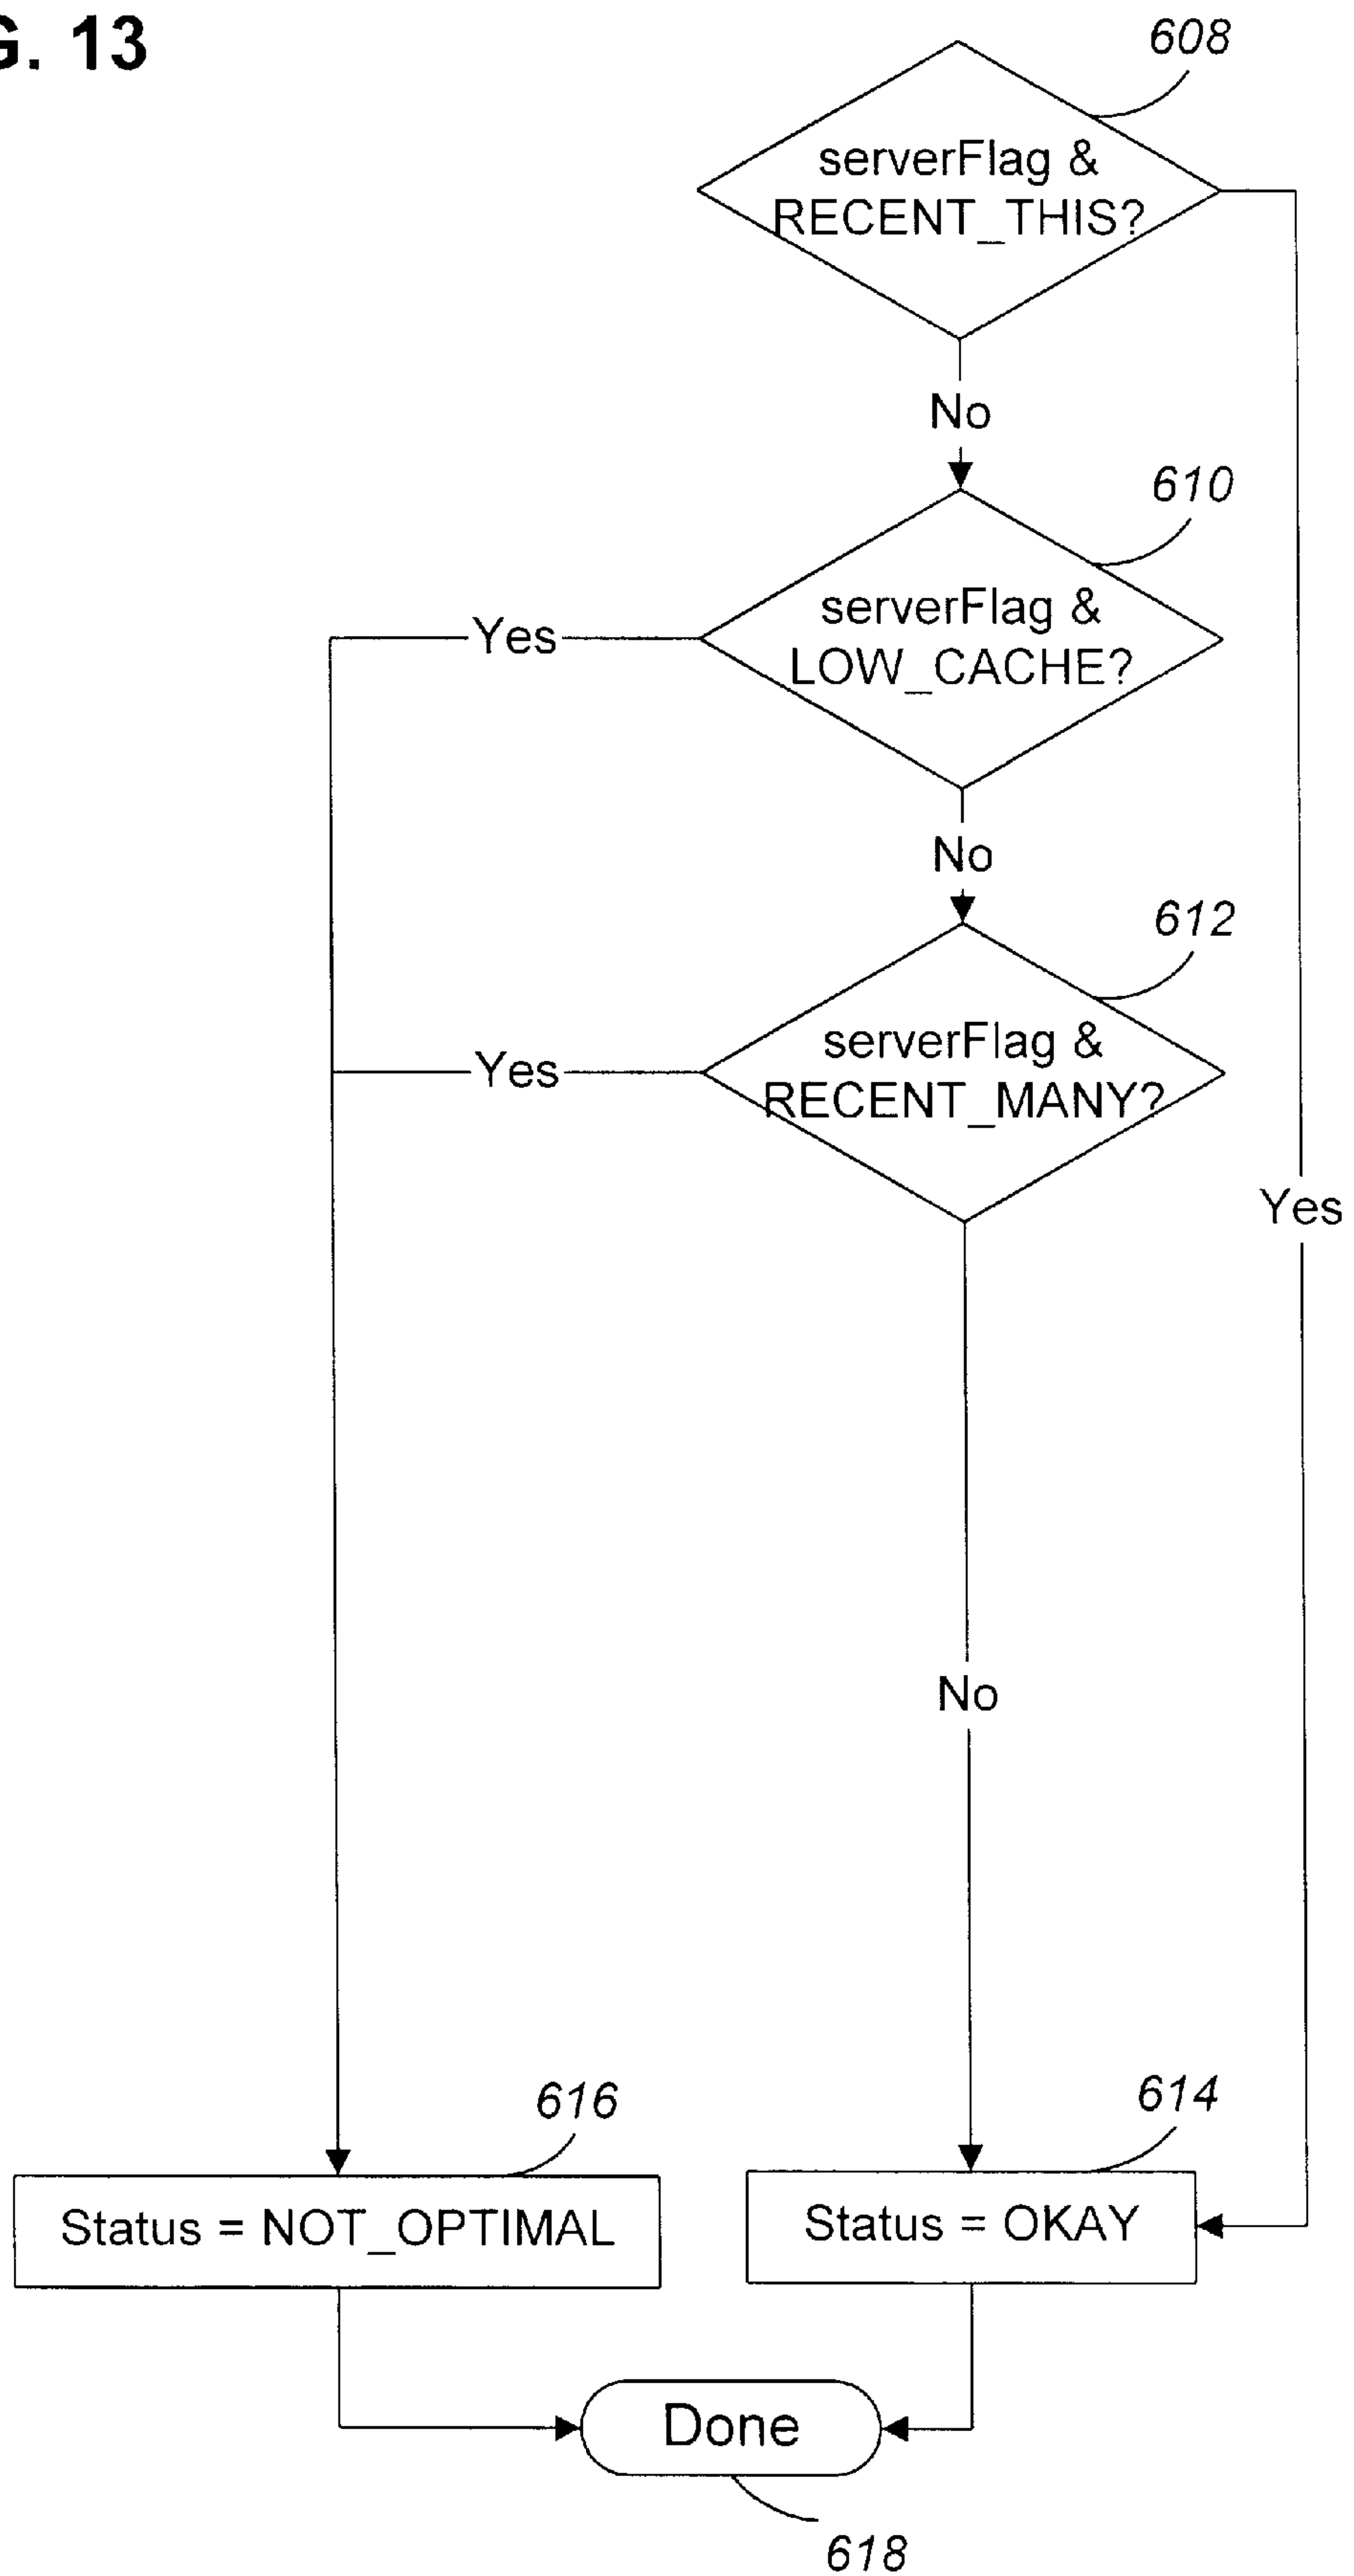 G. 13
608
serverFlag &
RECENT_THIS?
No
610
serverFlag &
LOW_CACHE?
Yes
No
612
serverFlag &
RECENT_MANY?
Yes
Yes
No
616
614
Status = NOT_OPTIMAL
Status = OKAY
Done
618